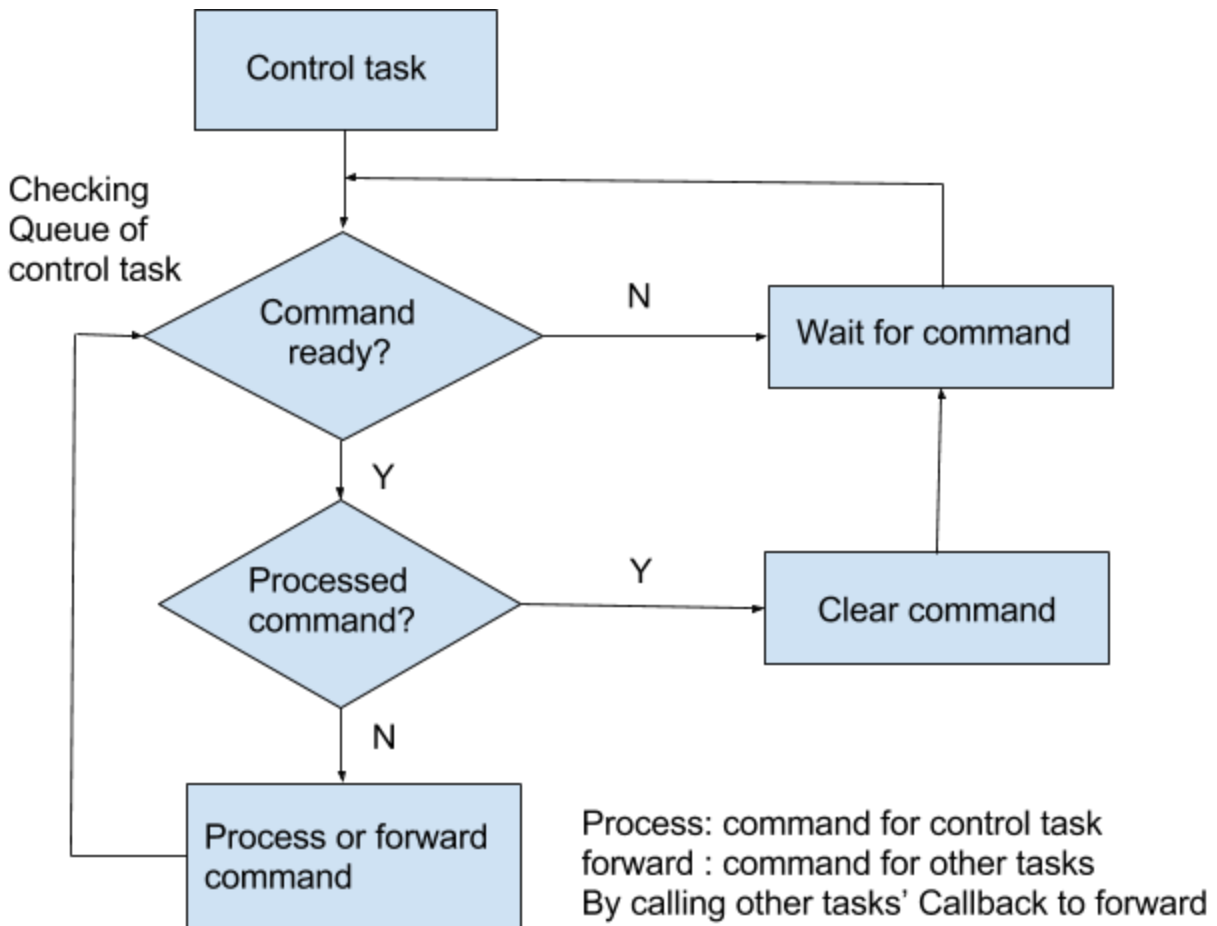 Control task
Checking
Queue of
control task
Command
ready?
N
Wait for command
Y
Processed
command?
Y
Clear command
N
Process or forward
command
Process: command for control task
forward : command for other tasks
By calling other tasks’ Callback to forward